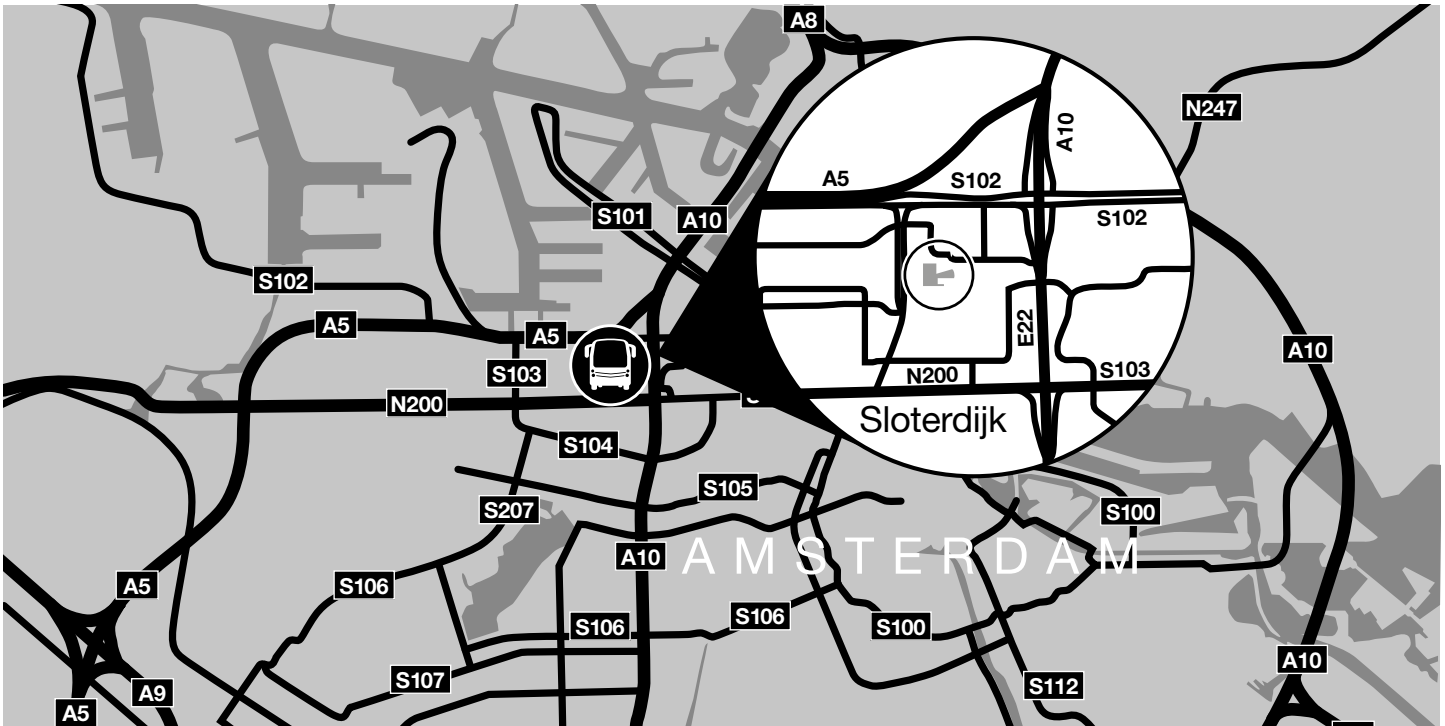 A8
N247
A10
A5
S102
S101
A10
S102
S102
A5
A5
A10
E22
S103
N200
S103
N200
Sloterdijk
S104
S105
S207
S100
A10
AMSTERDAM
A5
S106
S106
S106
S100
A10
S107
S112
A9
A5